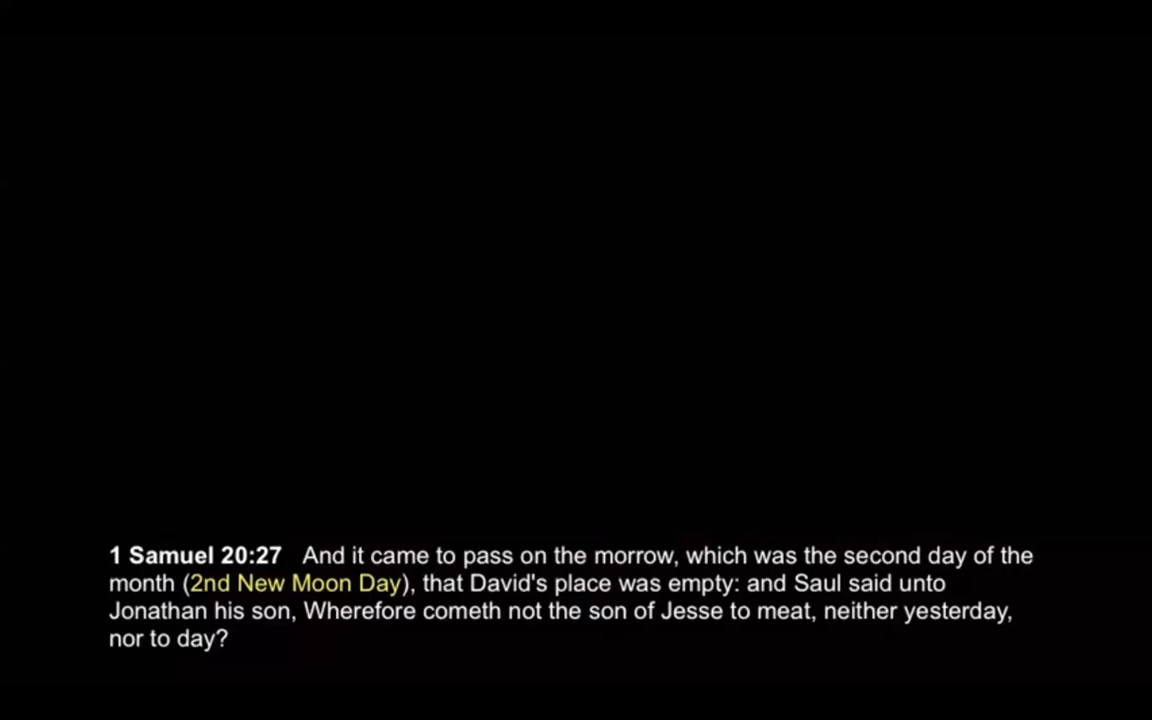 1 Samuel 20:27 And it came to pass on the morrow, which was the second day of the
month (2nd New Moon Day), that David's place was empty: and Saul said unto
Jonathan his son, Wherefore cometh not the son of Jesse to meat, neither yesterday,
nor to day?